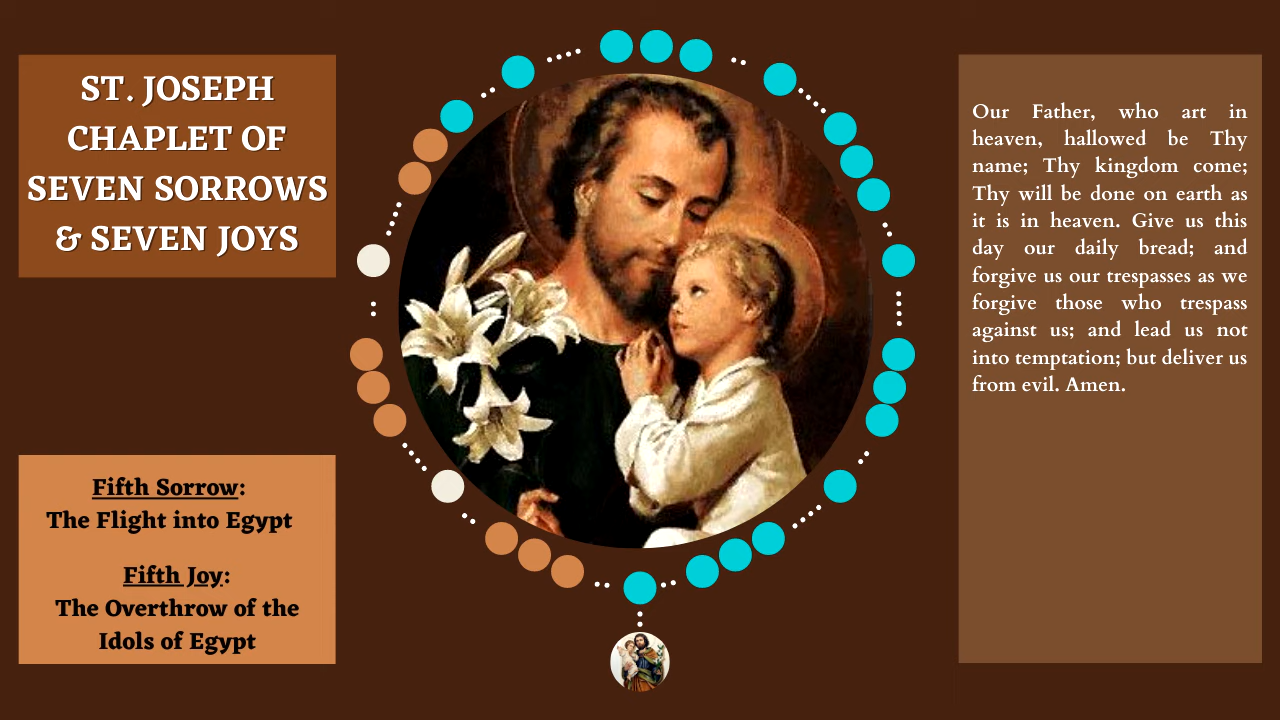 ST. JOSEPH
CHAPLET OF
SEVEN SORROWS
& SEVEN JOYS
Fifth Sorrow:
The Flight into Egypt
Fifth Joy:
The Overthrow of the
Idols of Egypt
Our Father, who art in
heaven, hallowed be Thy
name; Thy kingdom come;
Thy will be done on earth as
it is in heaven. Give us this
day our daily bread; and
forgive us our trespasses as we
forgive those who trespass
against us; and lead us not
into temptation; but deliver us
from evil. Amen.